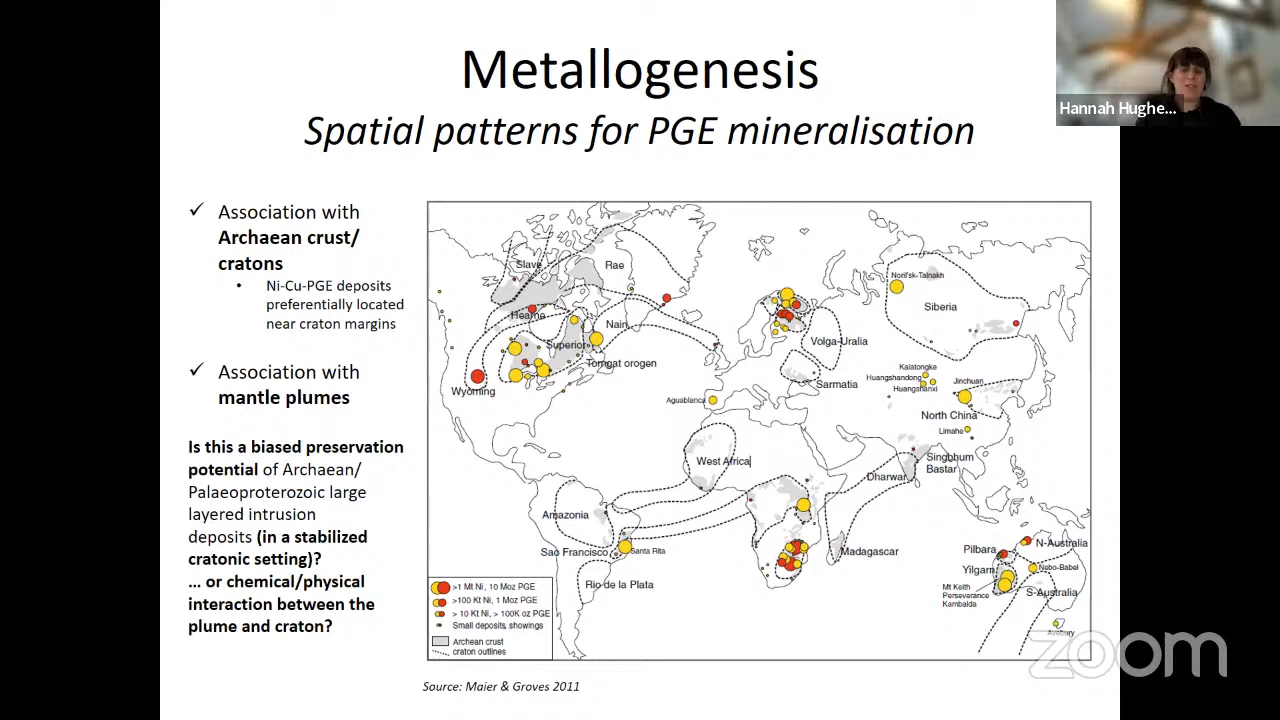 Metallogenesis
Spatial patterns for PGE mineralisation
Hannah Hughe...
✓ Association with
Archaean crust/
cratons
• Ni-Cu-PGE deposits
preferentially located
near craton margins
✓ Association with
mantle plumes
Is this a biased preservation
potential of Archaean/
Palaeoproterozoic large
layered intrusion
deposits (in a stabilized
cratonic setting)?
... or chemical/physical
interaction between the
plume and craton?
Slave
Rae
Hearne
Nain
Superior
Torngat orogen
Wyoming
Noril'sk-Talnakh
Siberia
Volga-Uralia
Sarmatia
Kalatongke
Huangshandong
Huangshanxi
Jinchuan
Aguablanca
North China
Limahe
West Africa
Singbhum
Bastar
Dharwar
Amazonia
Sao Francisco
Santa Rita
Rio de la Plata
Madagascar
Pilbara
N-Australia
Yilgarn
Nebo-Babel
Mt Keith
Perseverance
Kambalda
S-Australia
Avebury
>1 Mt Ni, 10 Moz PGE
>100 Kt Ni, 1 Moz PGE
> 10 Kt Ni, > 100K oz PGE
Small deposits, showings
Archean crust
craton outlines
Source: Maier & Groves 2011
zoom